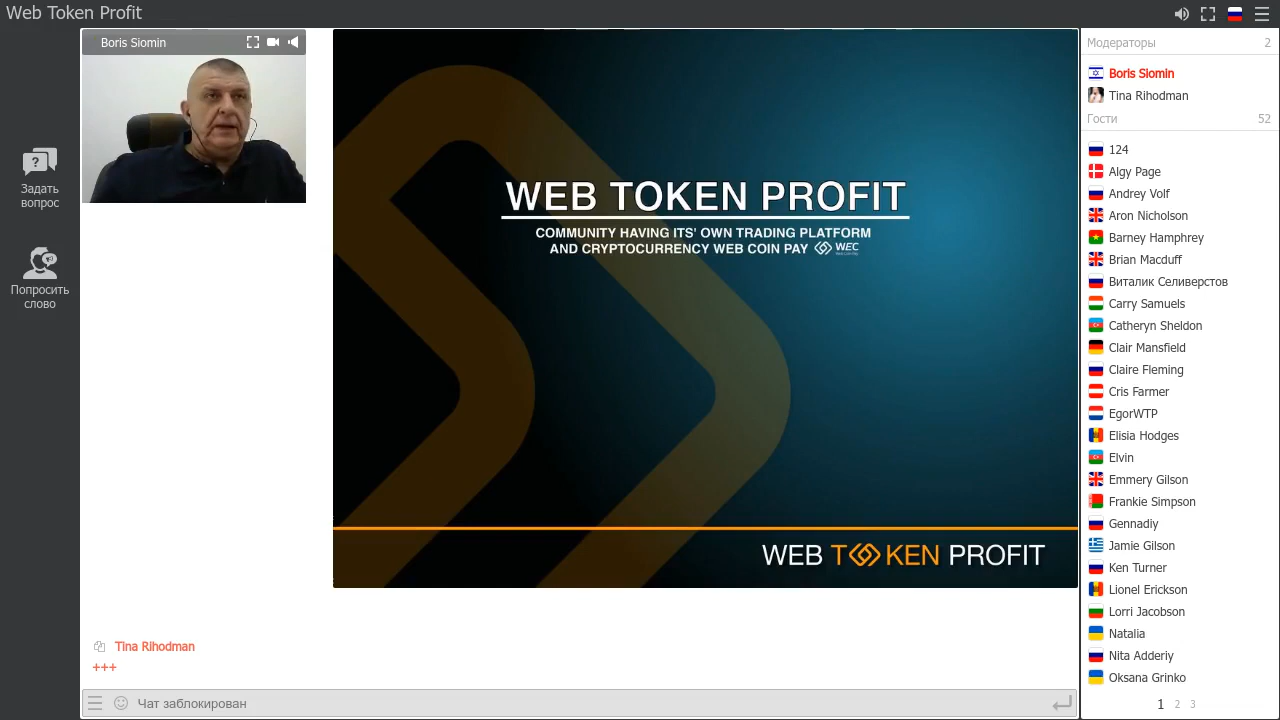 Web Token Profit
Boris Siomin
Задать
вопрос
Попросить
слово
WEB TOKEN PROFIT
COMMUNITY HAVING ITS' OWN TRADING PLATFORM
AND CRYPTOCURRENCY WEB COIN PAY WEC
WEB TOKEN PROFIT
Tina Rihodman
+++
Чат заблокирован
Модераторы 2
Boris Siomin
Tina Rihodman
Гости 52
124
Algy Page
Andrey Volf
Aron Nicholson
Barney Hamphrey
Brian Macduff
Виталик Селиверстов
Carry Samuels
Catheryn Sheldon
Clair Mansfield
Claire Fleming
Cris Farmer
EgorWTP
Elisia Hodges
Elvin
Emmery Gilson
Frankie Simpson
Gennadiy
Jamie Gilson
Ken Turner
Lionel Erickson
Lorri Jacobson
Natalia
Nita Adderiy
Oksana Grinko
1 2 3